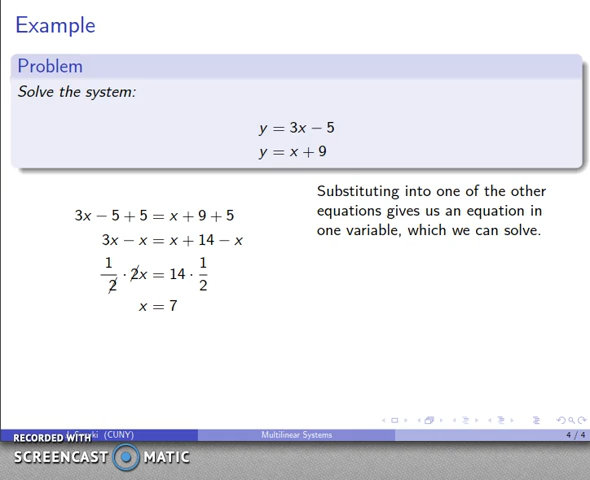 Example
Problem
Solve the system:
y = 3x − 5
y = x + 9
Substituting into one of the other
equations gives us an equation in
one variable, which we can solve.
3x − 5 + 5 = x + 9 + 5
3x − x = x + 14 − x
1/2 · 2x = 14 · 1/2
x = 7
(CUNY)
Multilinear Systems
4 / 4
RECORDED WITH
SCREENCAST MATIC